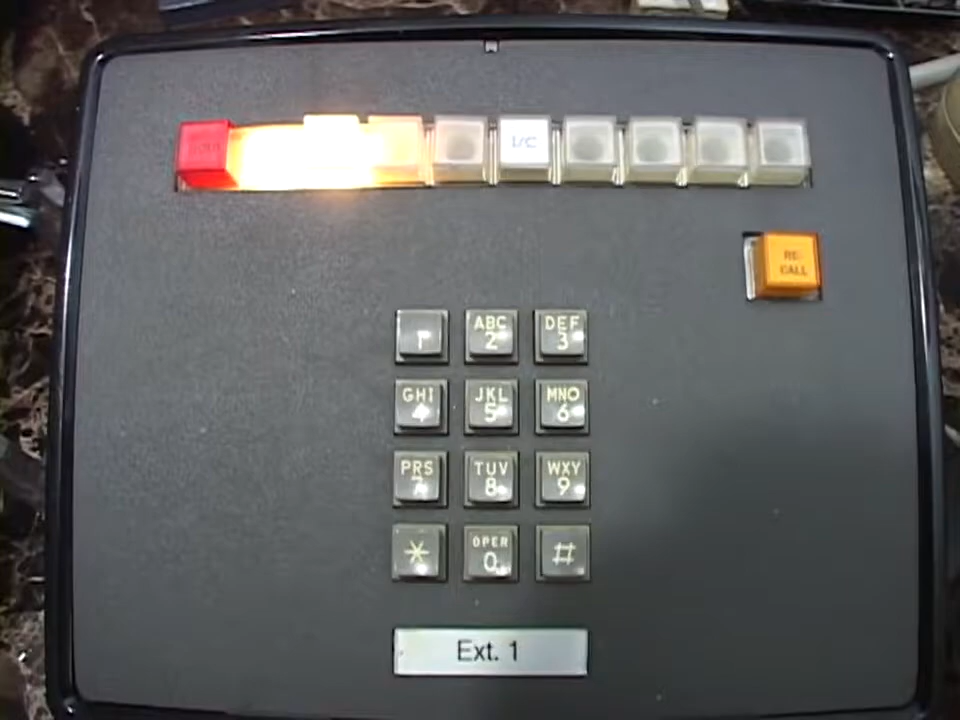 HOLD
I/C
RE-
CALL
1
ABC
2
DEF
3
GHI
4
JKL
5
MNO
6
PRS
7
TUV
8
WXY
9
*
OPER
0
#
Ext. 1